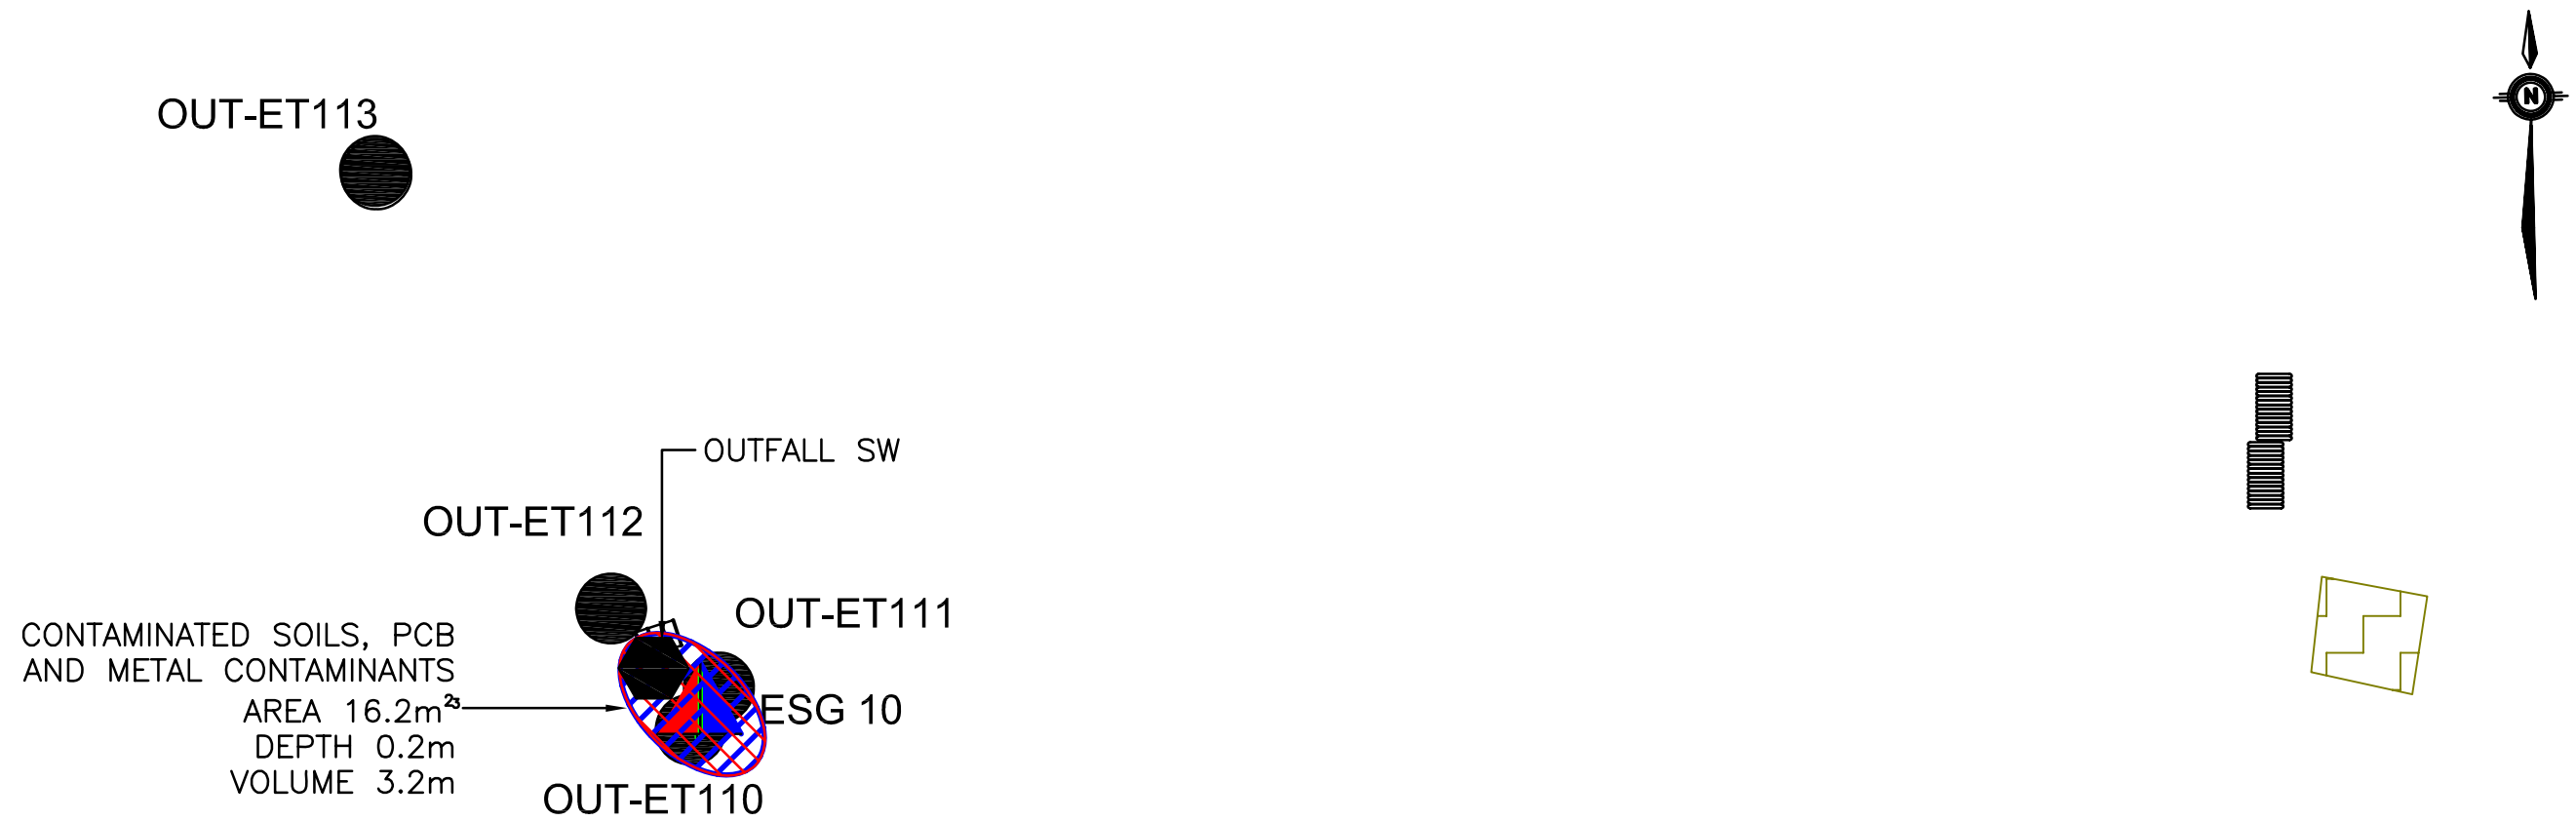 OUT-ET113
N
OUTFALL SW
OUT-ET112
OUT-ET111
CONTAMINATED SOILS, PCB
AND METAL CONTAMINANTS
AREA 16.2m²³
DEPTH 0.2m
VOLUME 3.2m
ESG 10
OUT-ET110